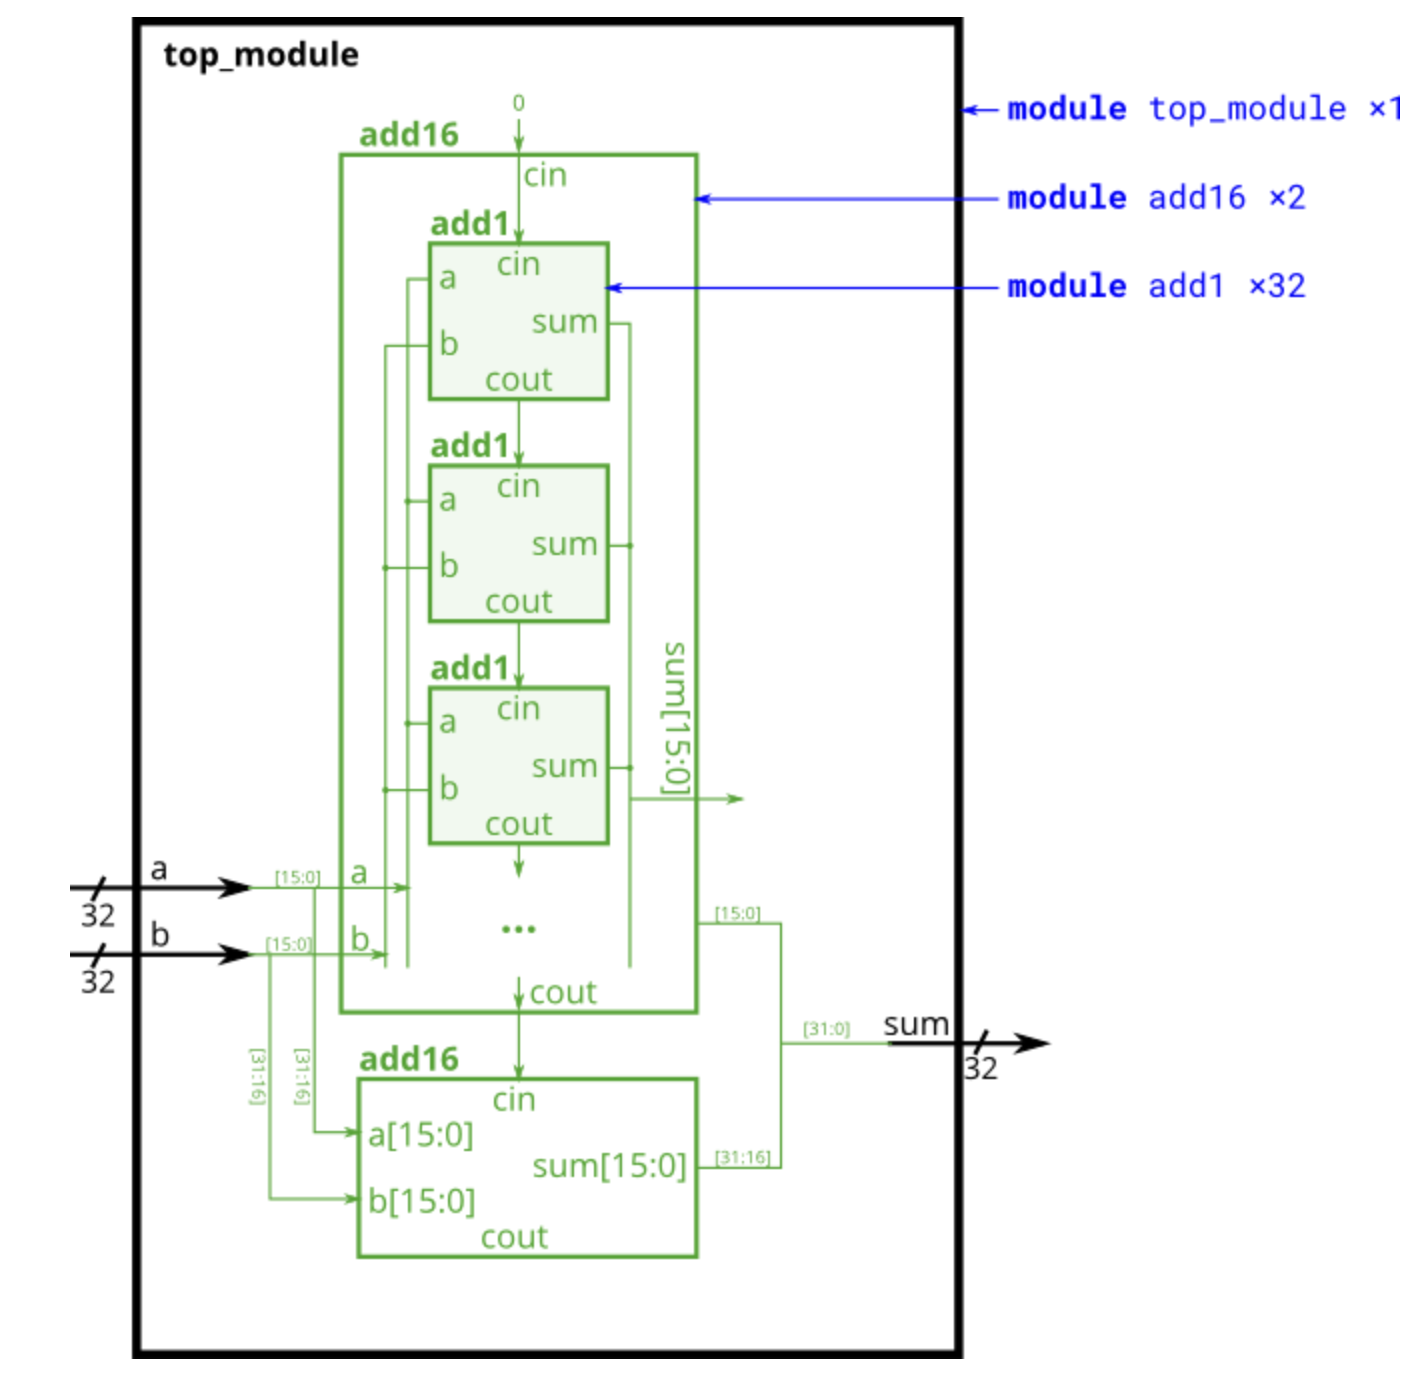 top_module
0
module top_module ×1
add16
cin
module add16 ×2
add1
cin
a
module add1 ×32
sum
b
cout
add1
cin
a
sum
b
cout
add1
cin
a
sum
b
cout
sum[15:0]
a
[15:0]
a
32
b
[15:0]
b
32
...
[15:0]
cout
sum
[31:0]
32
[31:16]
[31:16]
add16
cin
a[15:0]
sum[15:0]
[31:16]
b[15:0]
cout